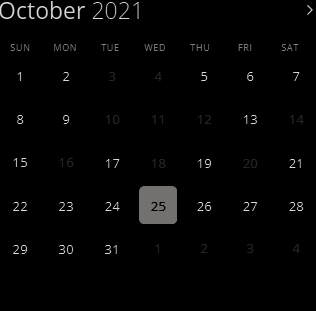 October 2021
SUN MON TUE WED THU FRI SAT
1 2 3 4 5 6 7
8 9 10 11 12 13 14
15 16 17 18 19 20 21
22 23 24 25 26 27 28
29 30 31 1 2 3 4